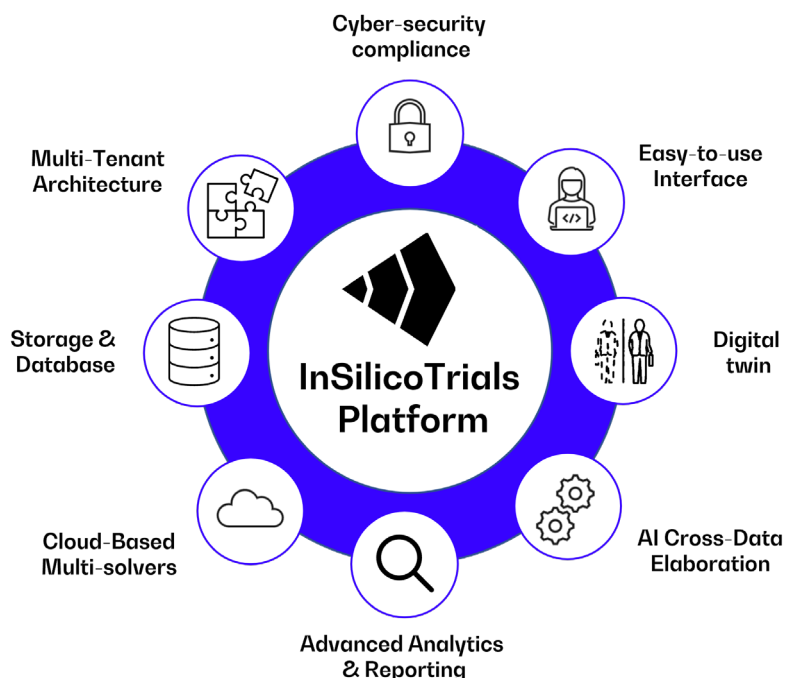 Cyber-security
compliance
Multi-Tenant
Architecture
Easy-to-use
Interface
</>
Storage &
Database
InSilicoTrials
Platform
Digital
twin
Cloud-Based
Multi-solvers
AI Cross-Data
Elaboration
Advanced Analytics
& Reporting